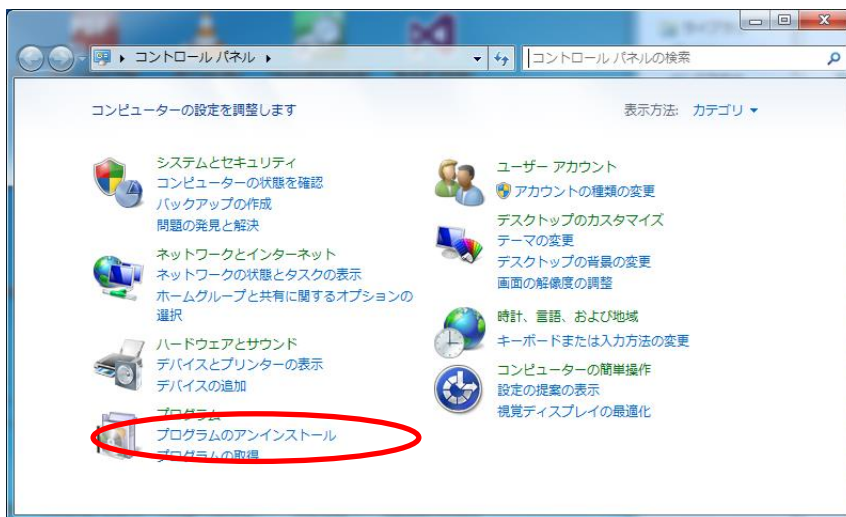 コントロール パネル
コントロール パネルの検索
コンピューターの設定を調整します
表示方法: カテゴリ
システムとセキュリティ
コンピューターの状態を確認
バックアップの作成
問題の発見と解決
ネットワークとインターネット
ネットワークの状態とタスクの表示
ホームグループと共有に関するオプションの
選択
ハードウェアとサウンド
デバイスとプリンターの表示
デバイスの追加
プログラム
プログラムのアンインストール
プログラムの取得
ユーザー アカウント
アカウントの種類の変更
デスクトップのカスタマイズ
テーマの変更
デスクトップの背景の変更
画面の解像度の調整
時計、言語、および地域
キーボードまたは入力方法の変更
コンピューターの簡単操作
設定の提案の表示
視覚ディスプレイの最適化